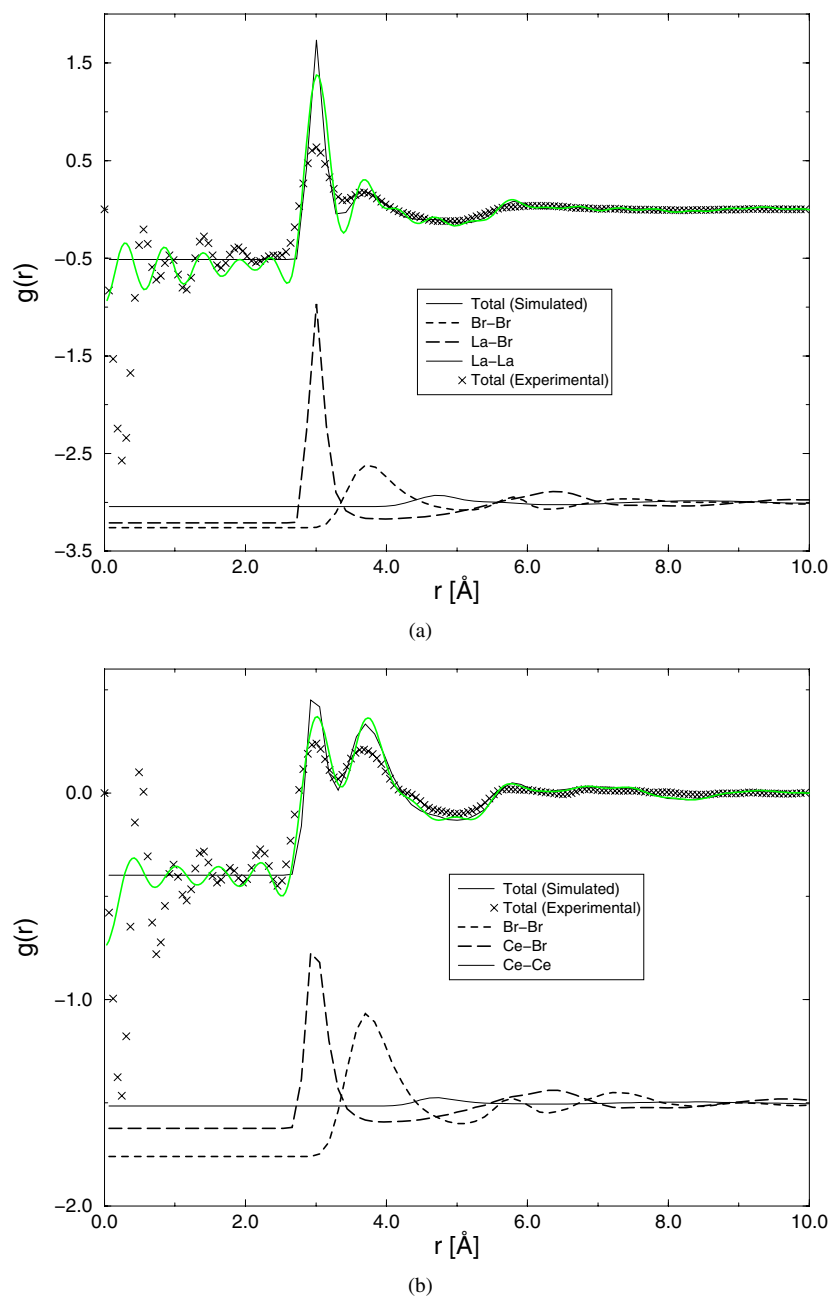 1.5
0.5
−0.5
−1.5
−2.5
−3.5
g(r)
Total (Simulated)
Br−Br
La−Br
La−La
Total (Experimental)
0.0 2.0 4.0 6.0 8.0 10.0
r [Å]
(a)
0.0
−1.0
−2.0
g(r)
Total (Simulated)
Total (Experimental)
Br−Br
Ce−Br
Ce−Ce
0.0 2.0 4.0 6.0 8.0 10.0
r [Å]
(b)